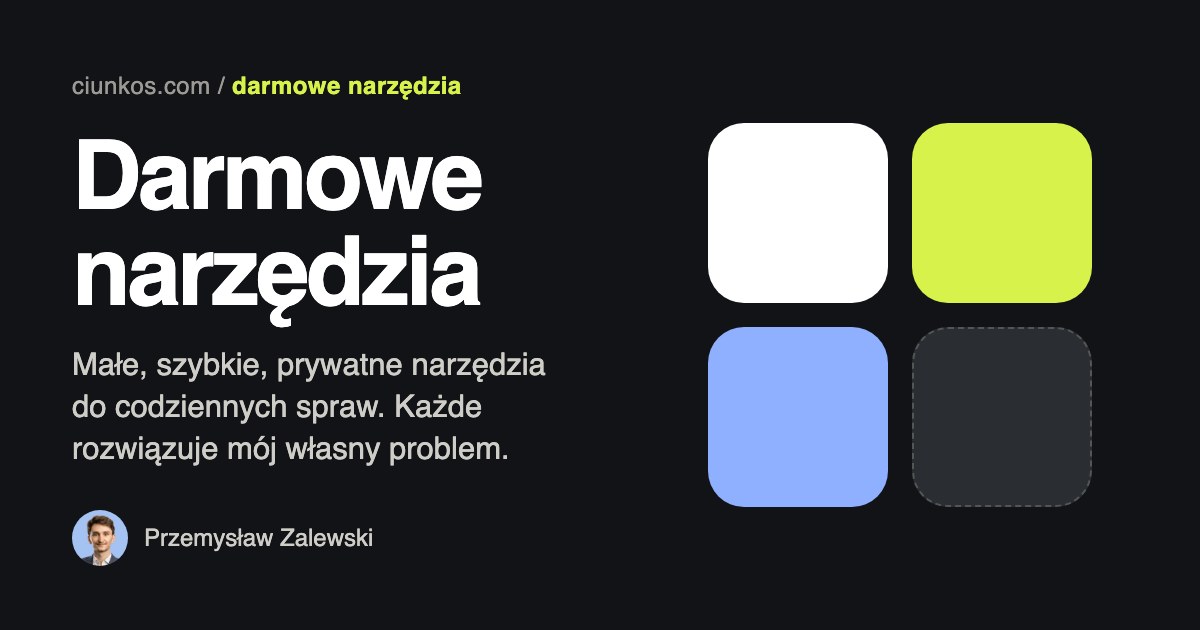 ciunkos.com / darmowe narzędzia
Darmowe
narzędzia
Małe, szybkie, prywatne narzędzia
do codziennych spraw. Każde
rozwiązuje mój własny problem.
Przemysław Zalewski